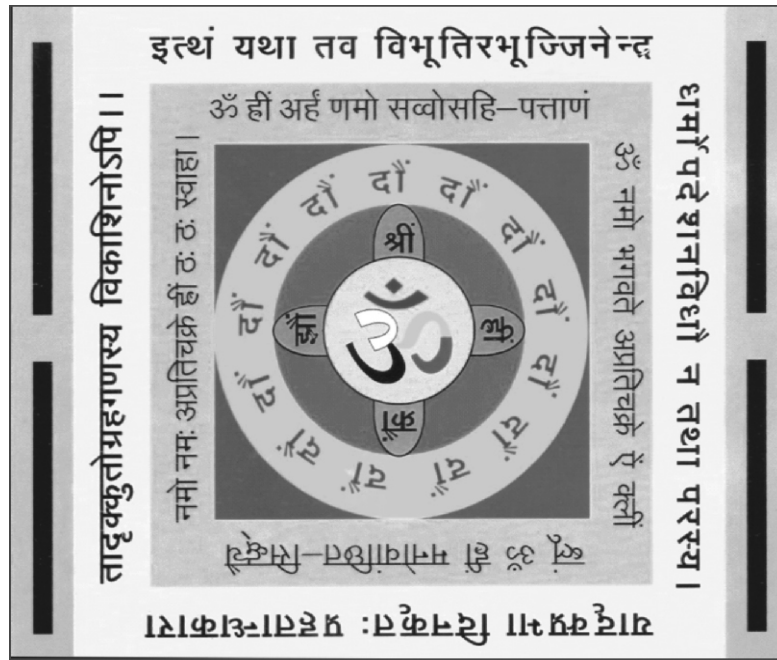 इत्थं यथा तव विभूतिरभूज्जिनेन्द्र
धर्मोंपदेशनविधौ न तथा परस्य।
यादृक्प्रभा दिनकृतः प्रहतान्धकारा
तादृक्कुतोग्रहगणस्य विकाशिनोऽपि।।
ॐ ह्रीं अर्हं णमो सव्वोसहि–पत्ताणं
ॐ नमो भगवते अप्रतिचक्रे ऐं क्लीं
ब्लूं ॐ ह्रीं मनोवांछित–सिद्ध्यै
नमो नमः अप्रतिचक्रे ह्रीं ठः ठः स्वाहा।
दौं दौं दौं दौं दौं दौं दौं दौं दौं दौं दौं दौं दौं
श्रीं
ह्रीं
क्रौं
ॐ